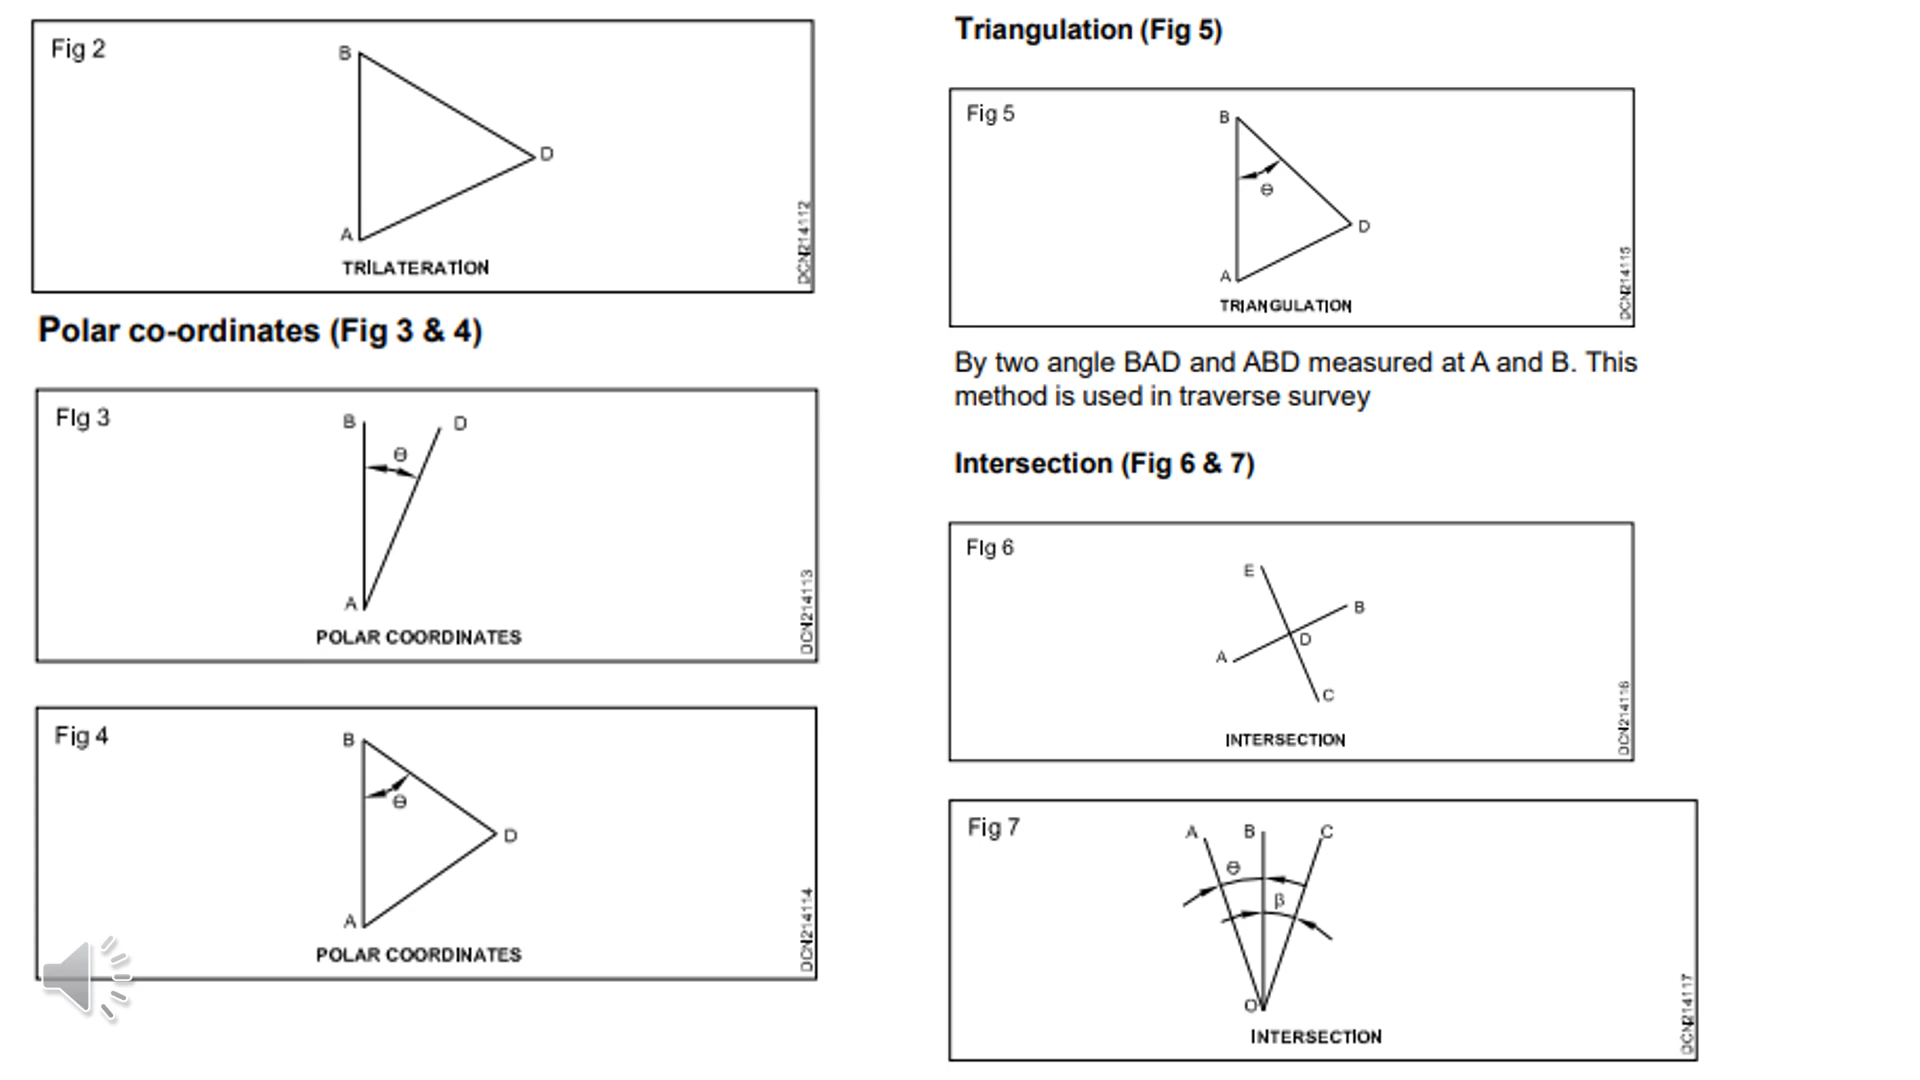 Fig 2
B
D
A
TRILATERATION
DCN214112
Polar co-ordinates (Fig 3 & 4)
FIg 3
B
D
θ
A
POLAR COORDINATES
DCN214113
Fig 4
B
θ
D
A
POLAR COORDINATES
DCN214114
Triangulation (Fig 5)
Fig 5
B
θ
D
A
TRIANGULATION
DCN214115
By two angle BAD and ABD measured at A and B. This
method is used in traverse survey
Intersection (Fig 6 & 7)
FIg 6
E
B
D
A
C
INTERSECTION
DCN214116
Fig 7
A B C
θ
β
O
INTERSECTION
DCN214117